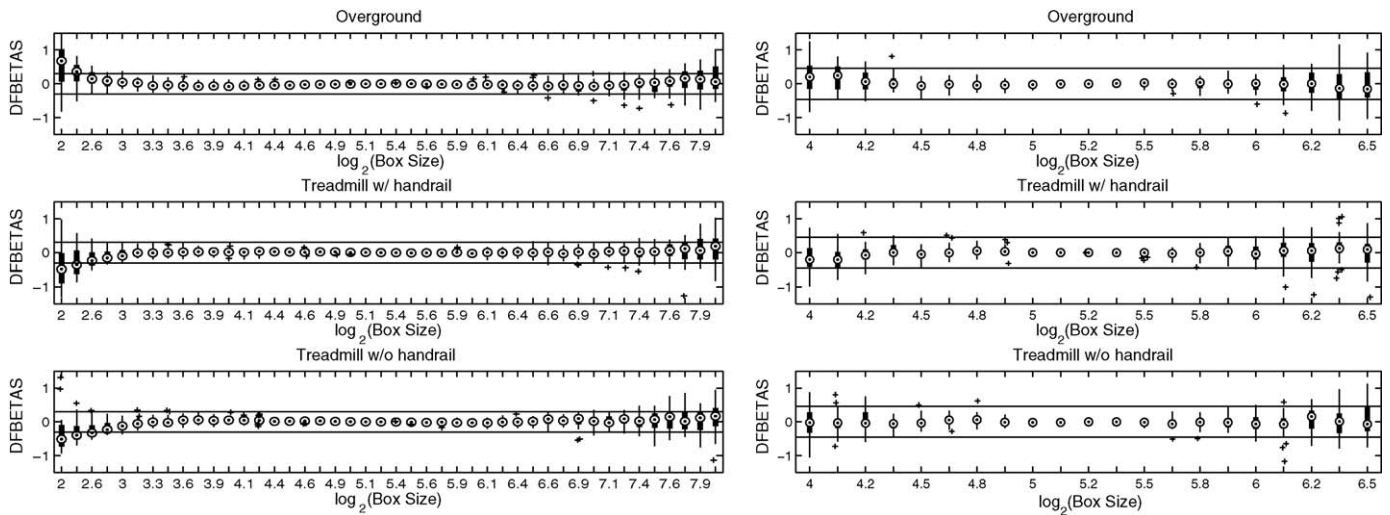 Overground
DFBETAS
1
0
−1
2 2.6 3 3.3 3.6 3.9 4.1 4.4 4.6 4.9 5.1 5.4 5.6 5.9 6.1 6.4 6.6 6.9 7.1 7.4 7.6 7.9
log2(Box Size)
Treadmill w/ handrail
DFBETAS
1
0
−1
2 2.6 3 3.3 3.6 3.9 4.1 4.4 4.6 4.9 5.1 5.4 5.6 5.9 6.1 6.4 6.6 6.9 7.1 7.4 7.6 7.9
log2(Box Size)
Treadmill w/o handrail
DFBETAS
1
0
−1
2 2.6 3 3.3 3.6 3.9 4.1 4.4 4.6 4.9 5.1 5.4 5.6 5.9 6.1 6.4 6.6 6.9 7.1 7.4 7.6 7.9
log2(Box Size)
Overground
DFBETAS
1
0
−1
4 4.2 4.5 4.8 5 5.2 5.5 5.8 6 6.2 6.5
log2(Box Size)
Treadmill w/ handrail
DFBETAS
1
0
−1
4 4.2 4.5 4.8 5 5.2 5.5 5.8 6 6.2 6.5
log2(Box Size)
Treadmill w/o handrail
DFBETAS
1
0
−1
4 4.2 4.5 4.8 5 5.2 5.5 5.8 6 6.2 6.5
log2(Box Size)